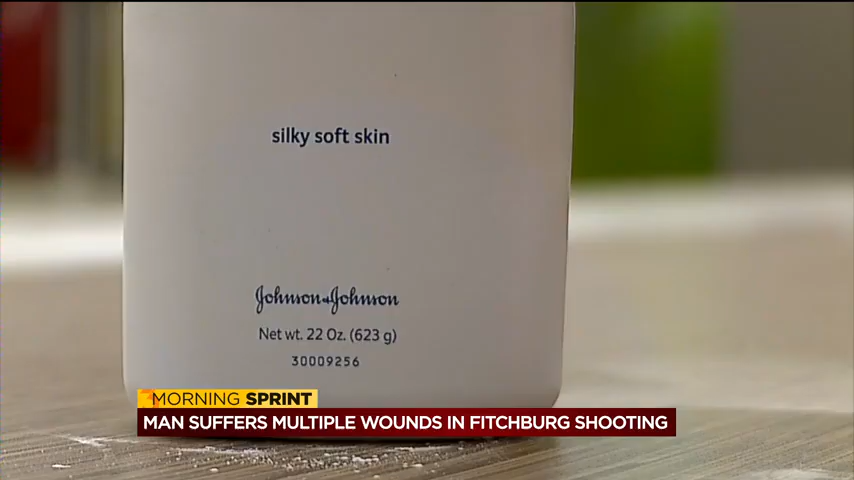 silky soft skin
Johnson+Johnson
Net wt. 22 Oz. (623 g)
30009256
MORNING SPRINT
MAN SUFFERS MULTIPLE WOUNDS IN FITCHBURG SHOOTING